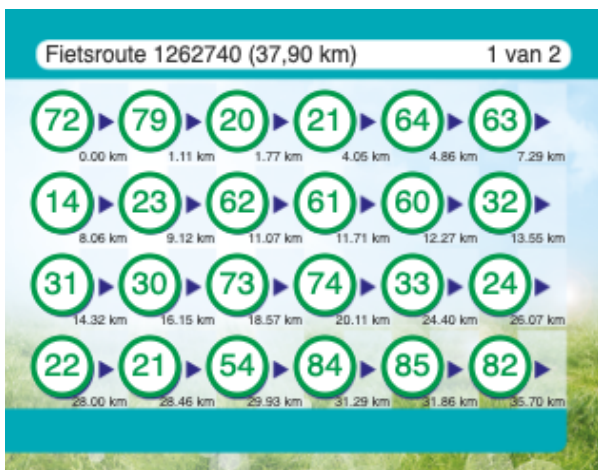 Fietsroute 1262740 (37,90 km) 1 van 2
72 79 20 21 64 63
0.00 km 1.11 km 1.77 km 4.05 km 4.86 km 7.29 km
14 23 62 61 60 32
8.06 km 9.12 km 11.07 km 11.71 km 12.27 km 13.55 km
31 30 73 74 33 24
14.32 km 16.15 km 18.57 km 20.11 km 24.40 km 26.07 km
22 21 54 84 85 82
28.00 km 28.46 km 29.93 km 31.29 km 31.86 km 35.70 km